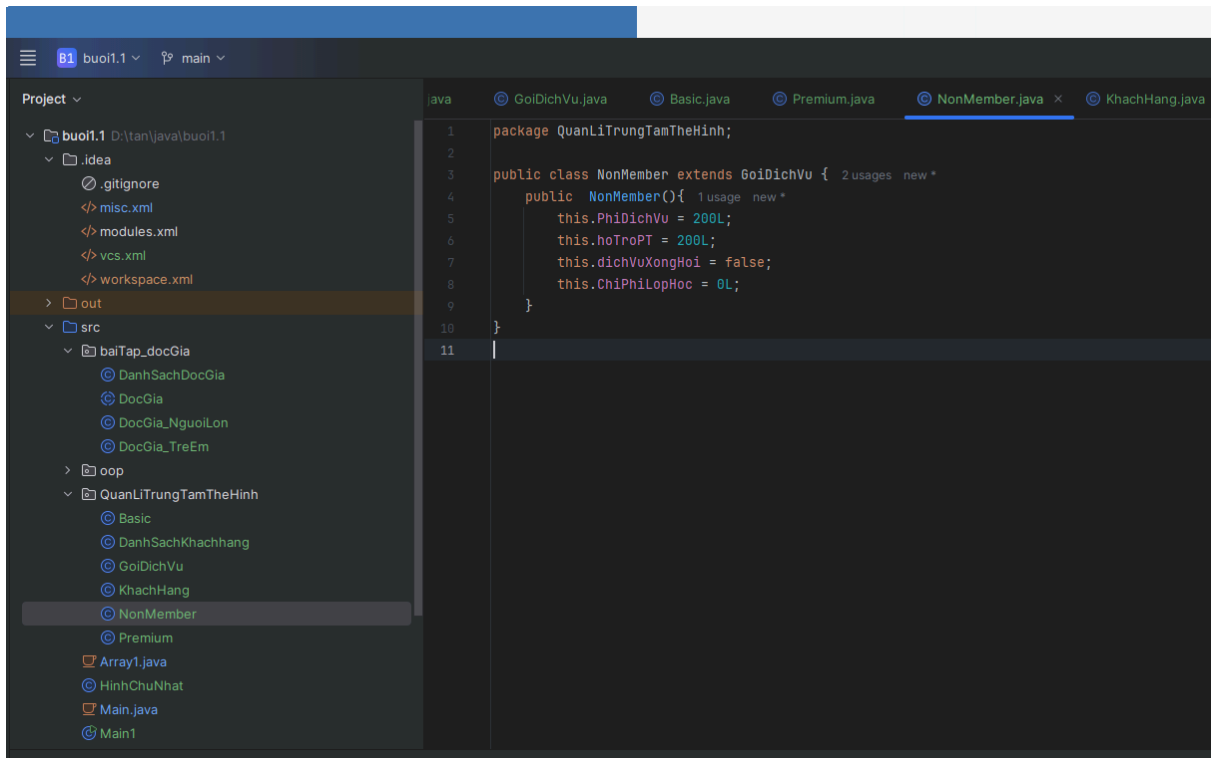 B1 buoi1.1 main
Project
java GoiDichVu.java Basic.java Premium.java NonMember.java × KhachHang.java
buoi1.1 D:\tan\java\buoi1.1
.idea
.gitignore
misc.xml
modules.xml
vcs.xml
workspace.xml
out
src
baiTap_docGia
DanhSachDocGia
DocGia
DocGia_NguoiLon
DocGia_TreEm
oop
QuanLiTrungTamTheHinh
Basic
DanhSachKhachhang
GoiDichVu
KhachHang
NonMember
Premium
Array1.java
HinhChuNhat
Main.java
Main1
1 package QuanLiTrungTamTheHinh;
2
3 public class NonMember extends GoiDichVu { 2 usages new *
4 public NonMember(){ 1 usage new *
5 this.PhiDichVu = 200L;
6 this.hoTroPT = 200L;
7 this.dichVuXongHoi = false;
8 this.ChiPhiLopHoc = 0L;
9 }
10 }
11